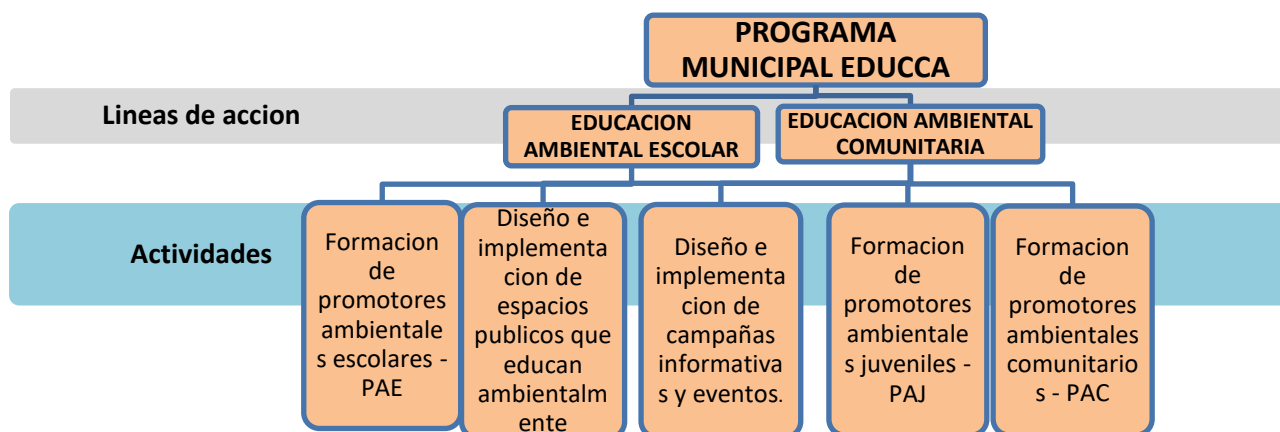 PROGRAMA
MUNICIPAL EDUCCA
Lineas de accion
EDUCACION
AMBIENTAL ESCOLAR
EDUCACION AMBIENTAL
COMUNITARIA
Actividades
Formacion
de
promotores
ambientale
s escolares -
PAE
Diseño e
implementa
cion de
espacios
publicos que
educan
ambientalm
ente
Diseño e
implementa
cion de
campañas
informativa
s y eventos.
Formacion
de
promotores
ambientale
s juveniles -
PAJ
Formacion
de
promotores
ambientales
comunitario
s - PAC